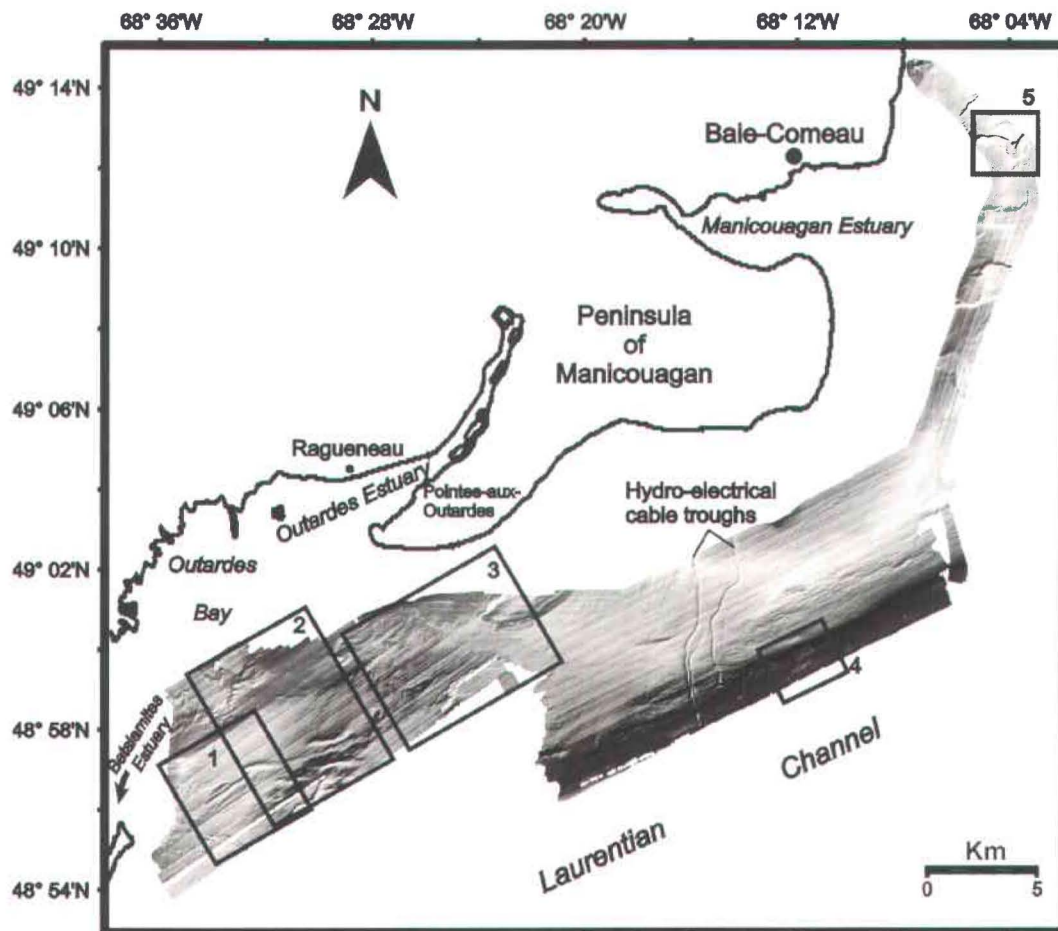 68° 36'W 68° 28'W 68° 20'W 68° 12'W 68° 04'W
49° 14'N
49° 10'N
49° 06'N
49° 02'N
48° 58'N
48° 54'N
N
5
Baie-Comeau
Manicouagan Estuary
Peninsula
of
Manicouagan
Ragueneau
Outardes Estuary
Pointee-aux-
Outardes
Hydro-electrical
cable troughs
Outardes
Bay
3
2
4
1
Betsiamites
Estuary
Channel
Laurentian
Km
0 5